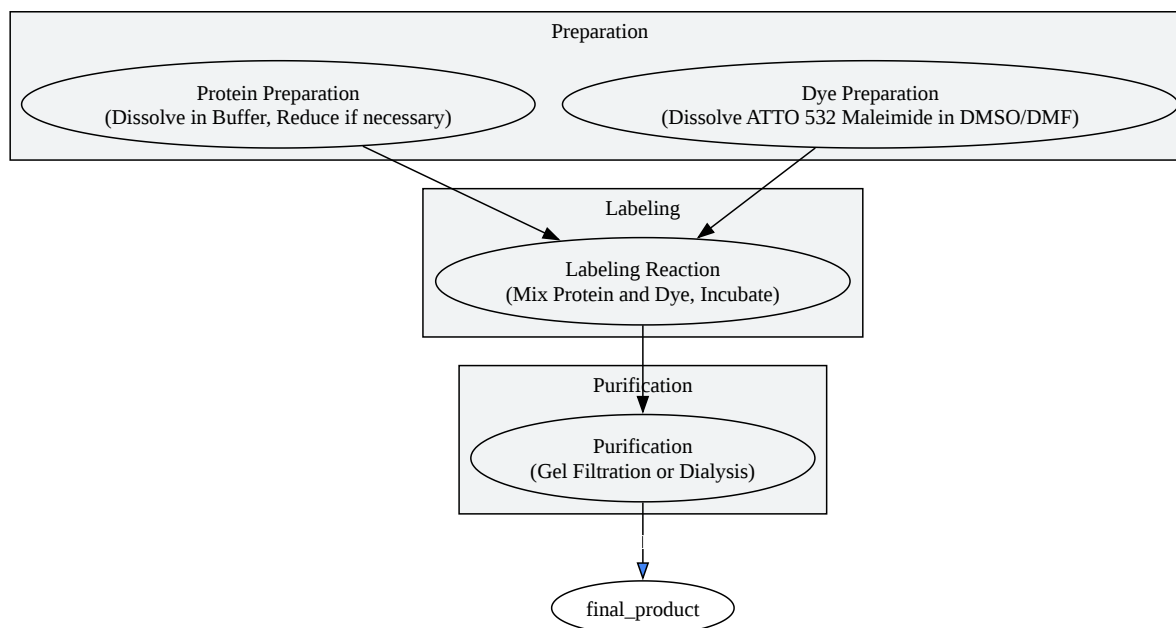 Preparation
Protein Preparation
(Dissolve in Buffer, Reduce if necessary)
Dye Preparation
(Dissolve ATTO 532 Maleimide in DMSO/DMF)
Labeling
Labeling Reaction
(Mix Protein and Dye, Incubate)
Purification
Purification
(Gel Filtration or Dialysis)
final_product